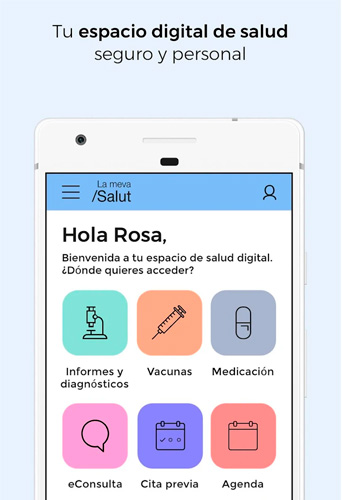 Tu espacio digital de salud
seguro y personal
La meva
/Salut
Hola Rosa,
Bienvenida a tu espacio de salud digital.
¿Dónde quieres acceder?
Informes y
diagnósticos
Vacunas
Medicación
eConsulta
Cita previa
Agenda